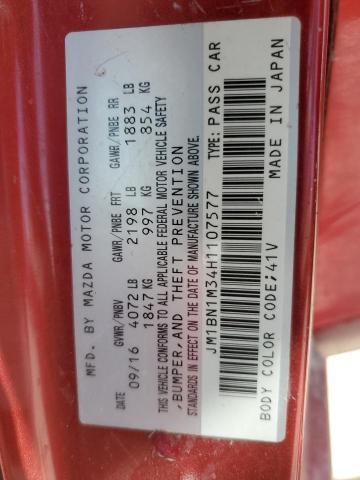 MFD. BY MAZDA MOTOR CORPORATION
DATE GVWR/PNBV GAWR/PNBE FRT GAWR/PNBE RR
09/16 4072 LB 2198 LB 1883 LB
1847 KG 997 KG 854 KG
THIS VEHICLE CONFORMS TO ALL APPLICABLE FEDERAL MOTOR VEHICLE SAFETY
,BUMPER,AND THEFT PREVENTION
STANDARDS IN EFFECT ON THE DATE OF MANUFACTURE SHOWN ABOVE.
JM1BN1M34H1107577 TYPE: PASS CAR
BODY COLOR CODE;41V MADE IN JAPAN